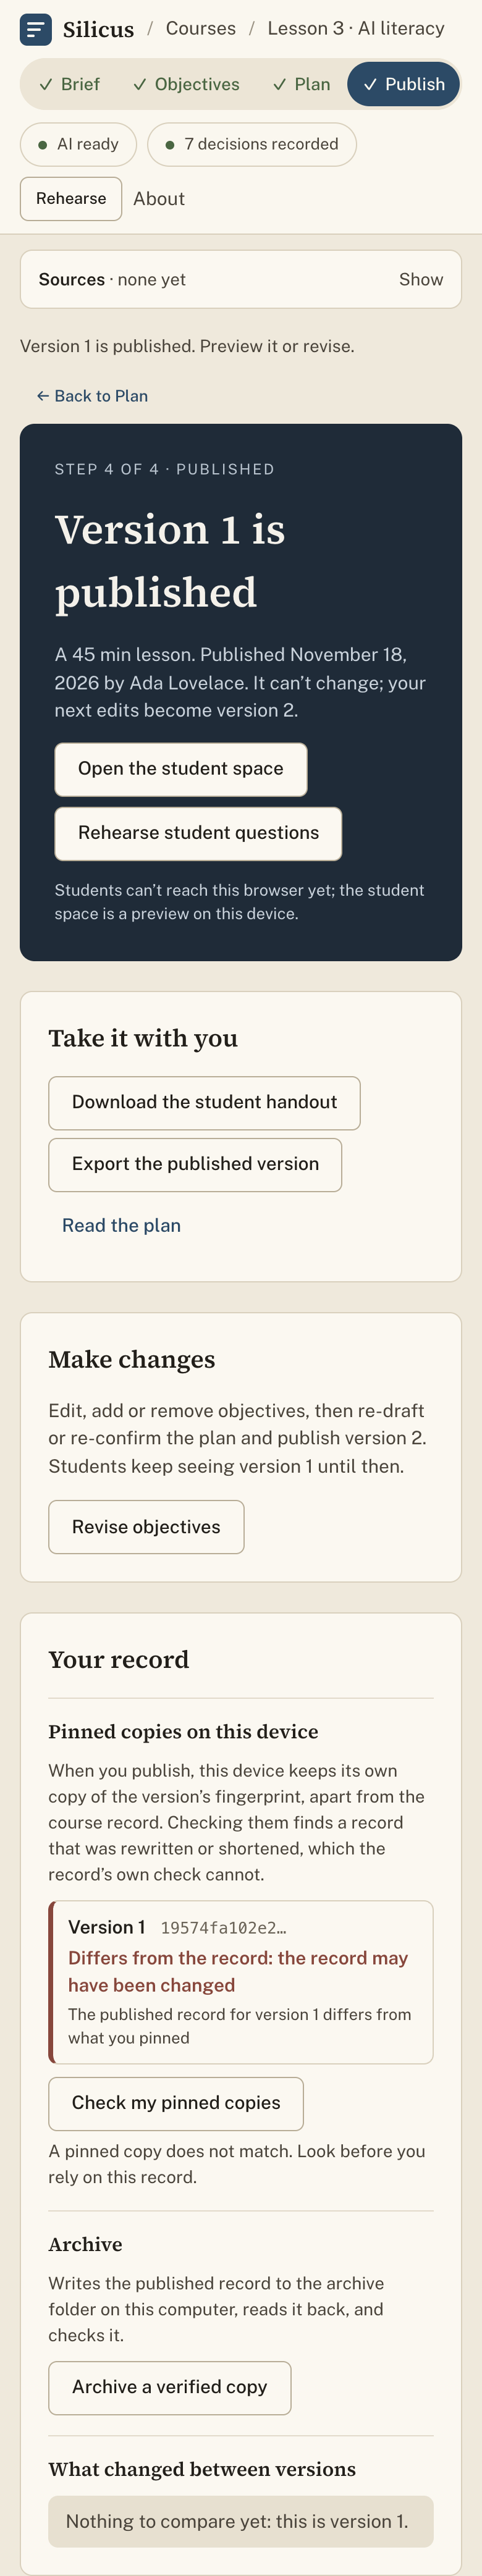 Silicus / Courses / Lesson 3 · AI literacy
✓ Brief ✓ Objectives ✓ Plan ✓ Publish
AI ready 7 decisions recorded
Rehearse About
Sources · none yet Show
Version 1 is published. Preview it or revise.
← Back to Plan
STEP 4 OF 4 · PUBLISHED
Version 1 is
published
A 45 min lesson. Published November 18,
2026 by Ada Lovelace. It can’t change; your
next edits become version 2.
Open the student space
Rehearse student questions
Students can’t reach this browser yet; the student
space is a preview on this device.
Take it with you
Download the student handout
Export the published version
Read the plan
Make changes
Edit, add or remove objectives, then re-draft
or re-confirm the plan and publish version 2.
Students keep seeing version 1 until then.
Revise objectives
Your record
Pinned copies on this device
When you publish, this device keeps its own
copy of the version’s fingerprint, apart from the
course record. Checking them finds a record
that was rewritten or shortened, which the
record’s own check cannot.
Version 1 19574fa102e2…
Differs from the record: the record may
have been changed
The published record for version 1 differs from
what you pinned
Check my pinned copies
A pinned copy does not match. Look before you
rely on this record.
Archive
Writes the published record to the archive
folder on this computer, reads it back, and
checks it.
Archive a verified copy
What changed between versions
Nothing to compare yet: this is version 1.